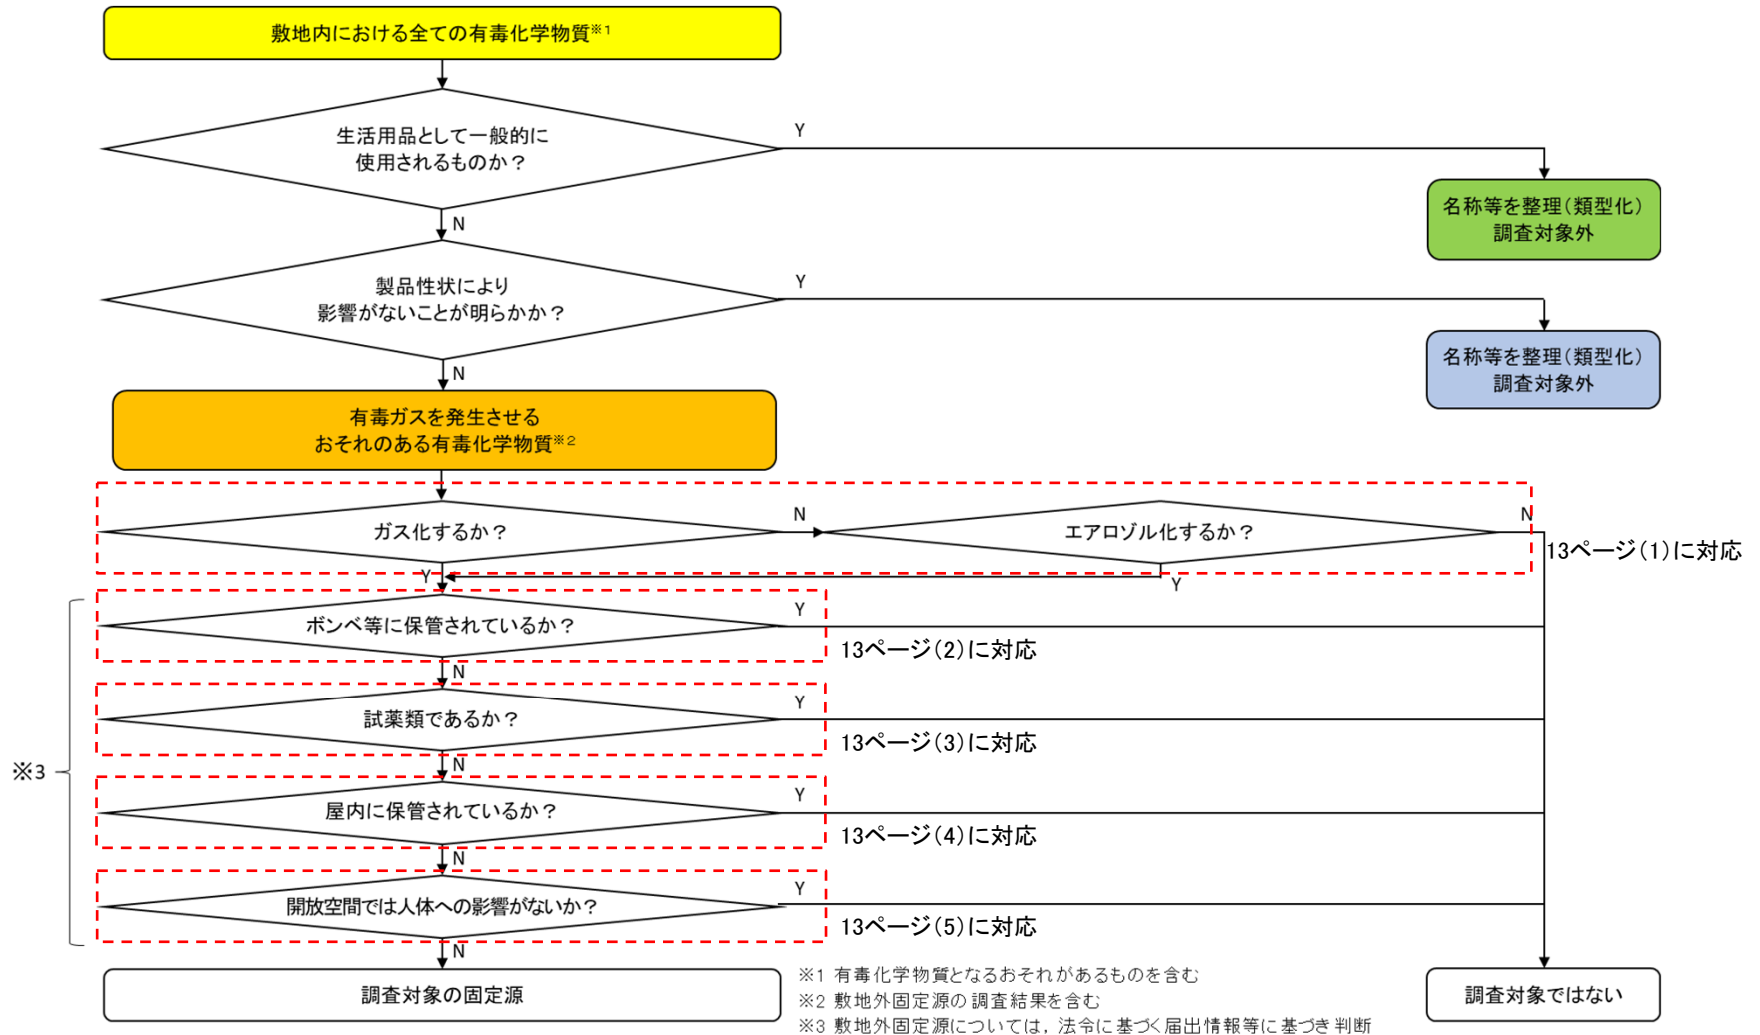 敷地内における全ての有毒化学物質※1
生活用品として一般的に
使用されるものか？
Y
名称等を整理（類型化）
調査対象外
N
製品性状により
影響がないことが明らかか？
Y
名称等を整理（類型化）
調査対象外
N
有毒ガスを発生させる
おそれのある有毒化学物質※2
ガス化するか？
N
エアロゾル化するか？
N
13ページ（1）に対応
Y
Y
※3
ボンベ等に保管されているか？
Y
13ページ（2）に対応
N
試薬類であるか？
Y
13ページ（3）に対応
N
屋内に保管されているか？
Y
13ページ（4）に対応
N
開放空間では人体への影響がないか？
Y
13ページ（5）に対応
N
調査対象の固定源
調査対象ではない
※1 有毒化学物質となるおそれがあるものを含む
※2 敷地外固定源の調査結果を含む
※3 敷地外固定源については，法令に基づく届出情報等に基づき判断